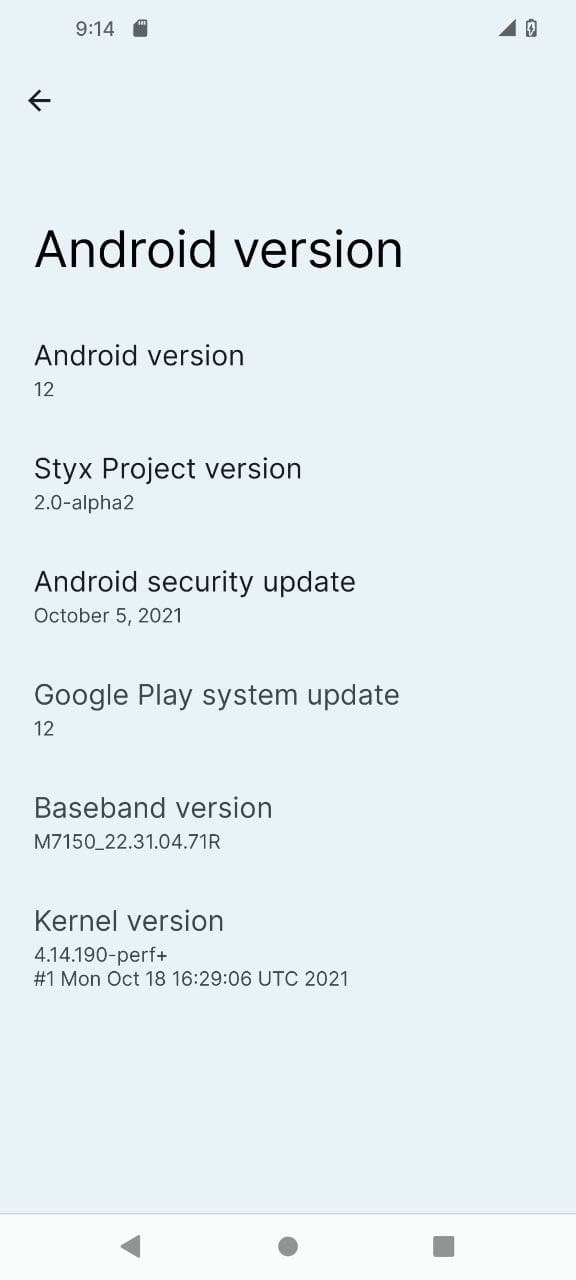 9:14
Android version
Android version
12
Styx Project version
2.0-alpha2
Android security update
October 5, 2021
Google Play system update
12
Baseband version
M7150_22.31.04.71R
Kernel version
4.14.190-perf+
#1 Mon Oct 18 16:29:06 UTC 2021